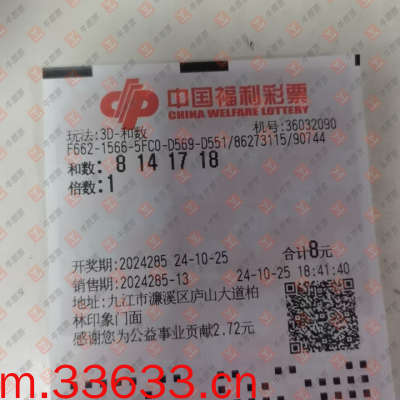 中国福利彩票
CHINA WELFARE LOTTERY
玩法:3D-和数 机号:36032090
F662-1566-5FC0-D569-D551/86273115/90744
和数: 8 14 17 18
倍数:1
开奖期:2024285 24-10-25 合计8元
销售期:2024285-13 24-10-25 18:41:40
地址:九江市濂溪区庐山大道柏
林印象门面
感谢您为公益事业贡献2.72元
m.33633.cn